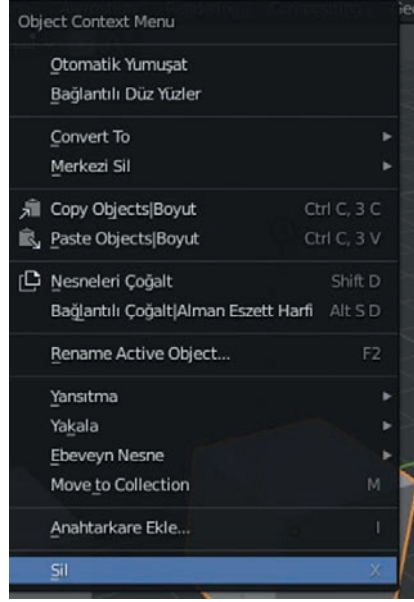 Object Context Menu
Otomatik Yumuşat
Bağlantılı Düz Yüzler
Convert To
Merkezi Sil
Copy Objects|Boyut Ctrl C, 3 C
Paste Objects|Boyut Ctrl C, 3 V
Nesneleri Çoğalt Shift D
Bağlantılı Çoğalt|Alman Eszett Harfi Alt S D
Rename Active Object... F2
Yansıtma
Yakala
Ebeveyn Nesne
Move to Collection M
Anahtarkare Ekle... I
Sil X